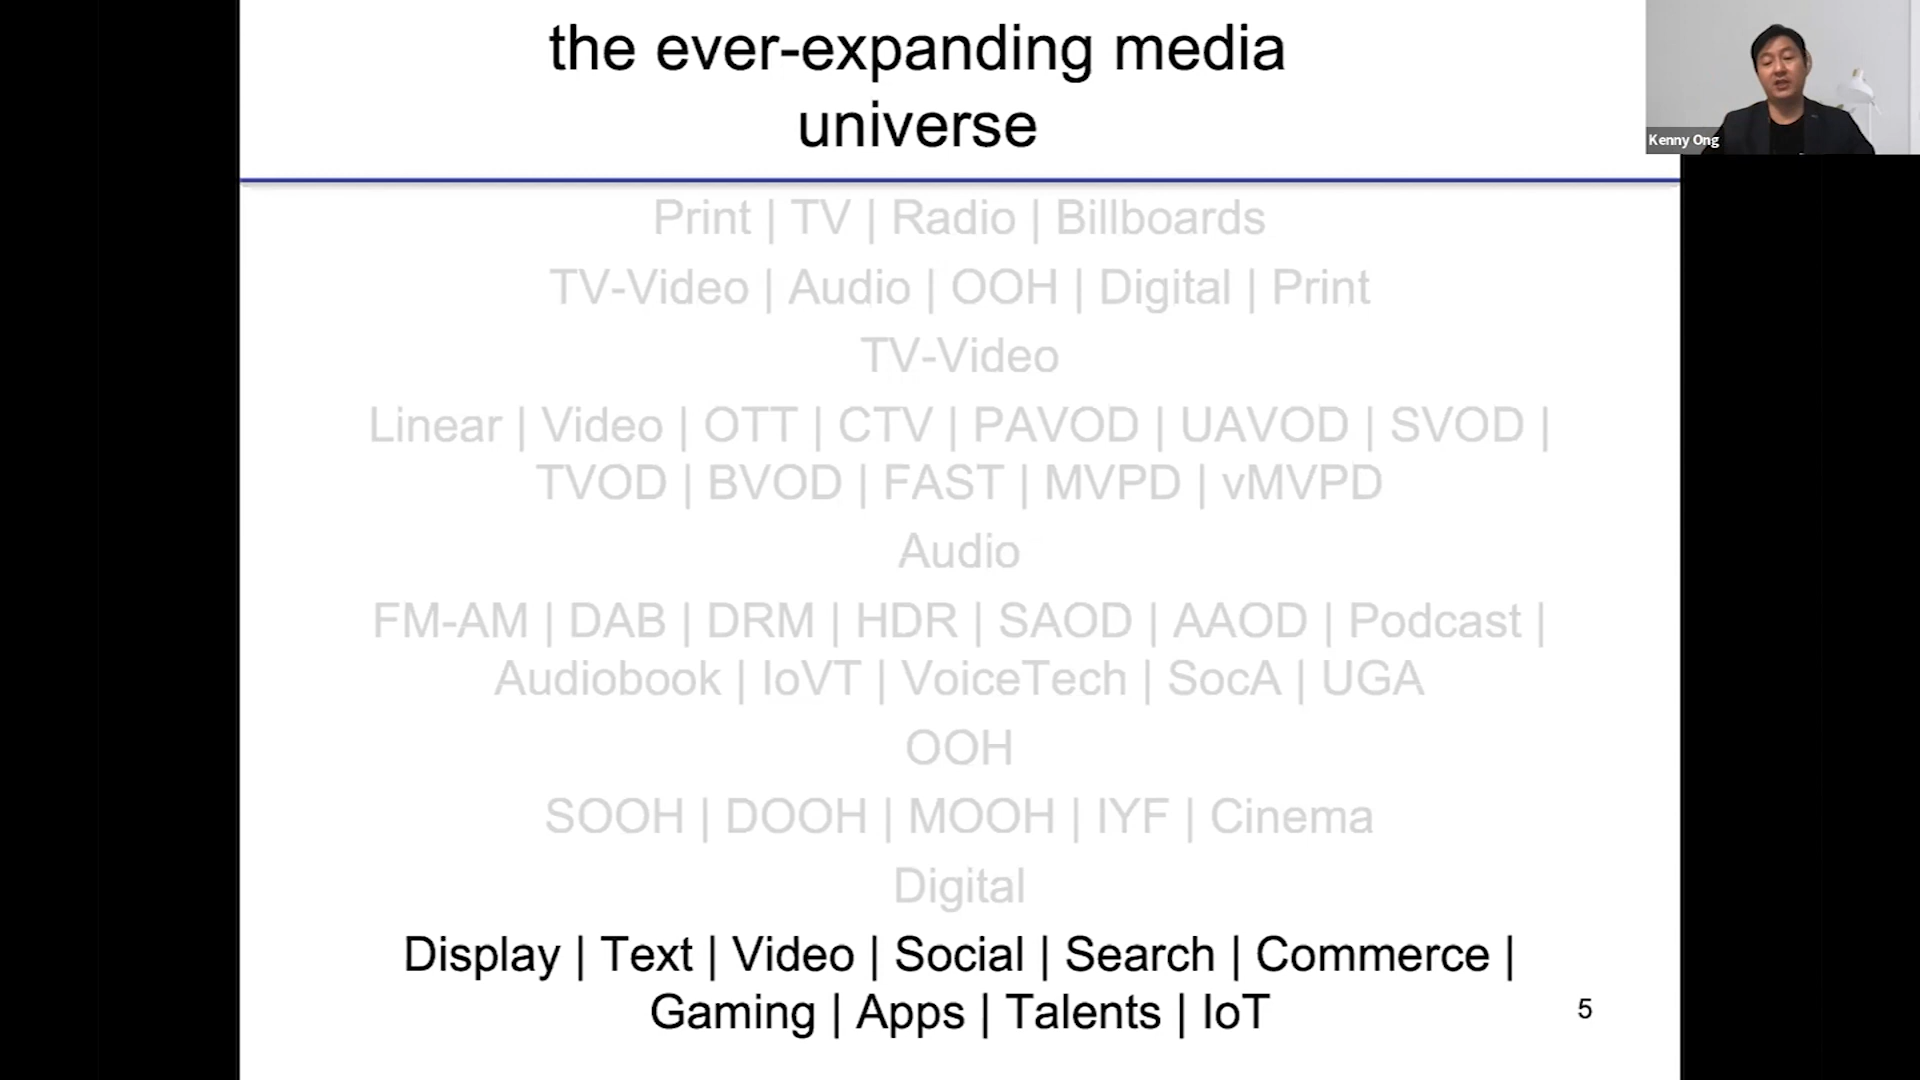 the ever-expanding media
universe
Kenny Ong
Print | TV | Radio | Billboards
TV-Video | Audio | OOH | Digital | Print
TV-Video
Linear | Video | OTT | CTV | PAVOD | UAVOD | SVOD |
TVOD | BVOD | FAST | MVPD | vMVPD
Audio
FM-AM | DAB | DRM | HDR | SAOD | AAOD | Podcast |
Audiobook | IoVT | VoiceTech | SocA | UGA
OOH
SOOH | DOOH | MOOH | IYF | Cinema
Digital
Display | Text | Video | Social | Search | Commerce |
Gaming | Apps | Talents | IoT
5